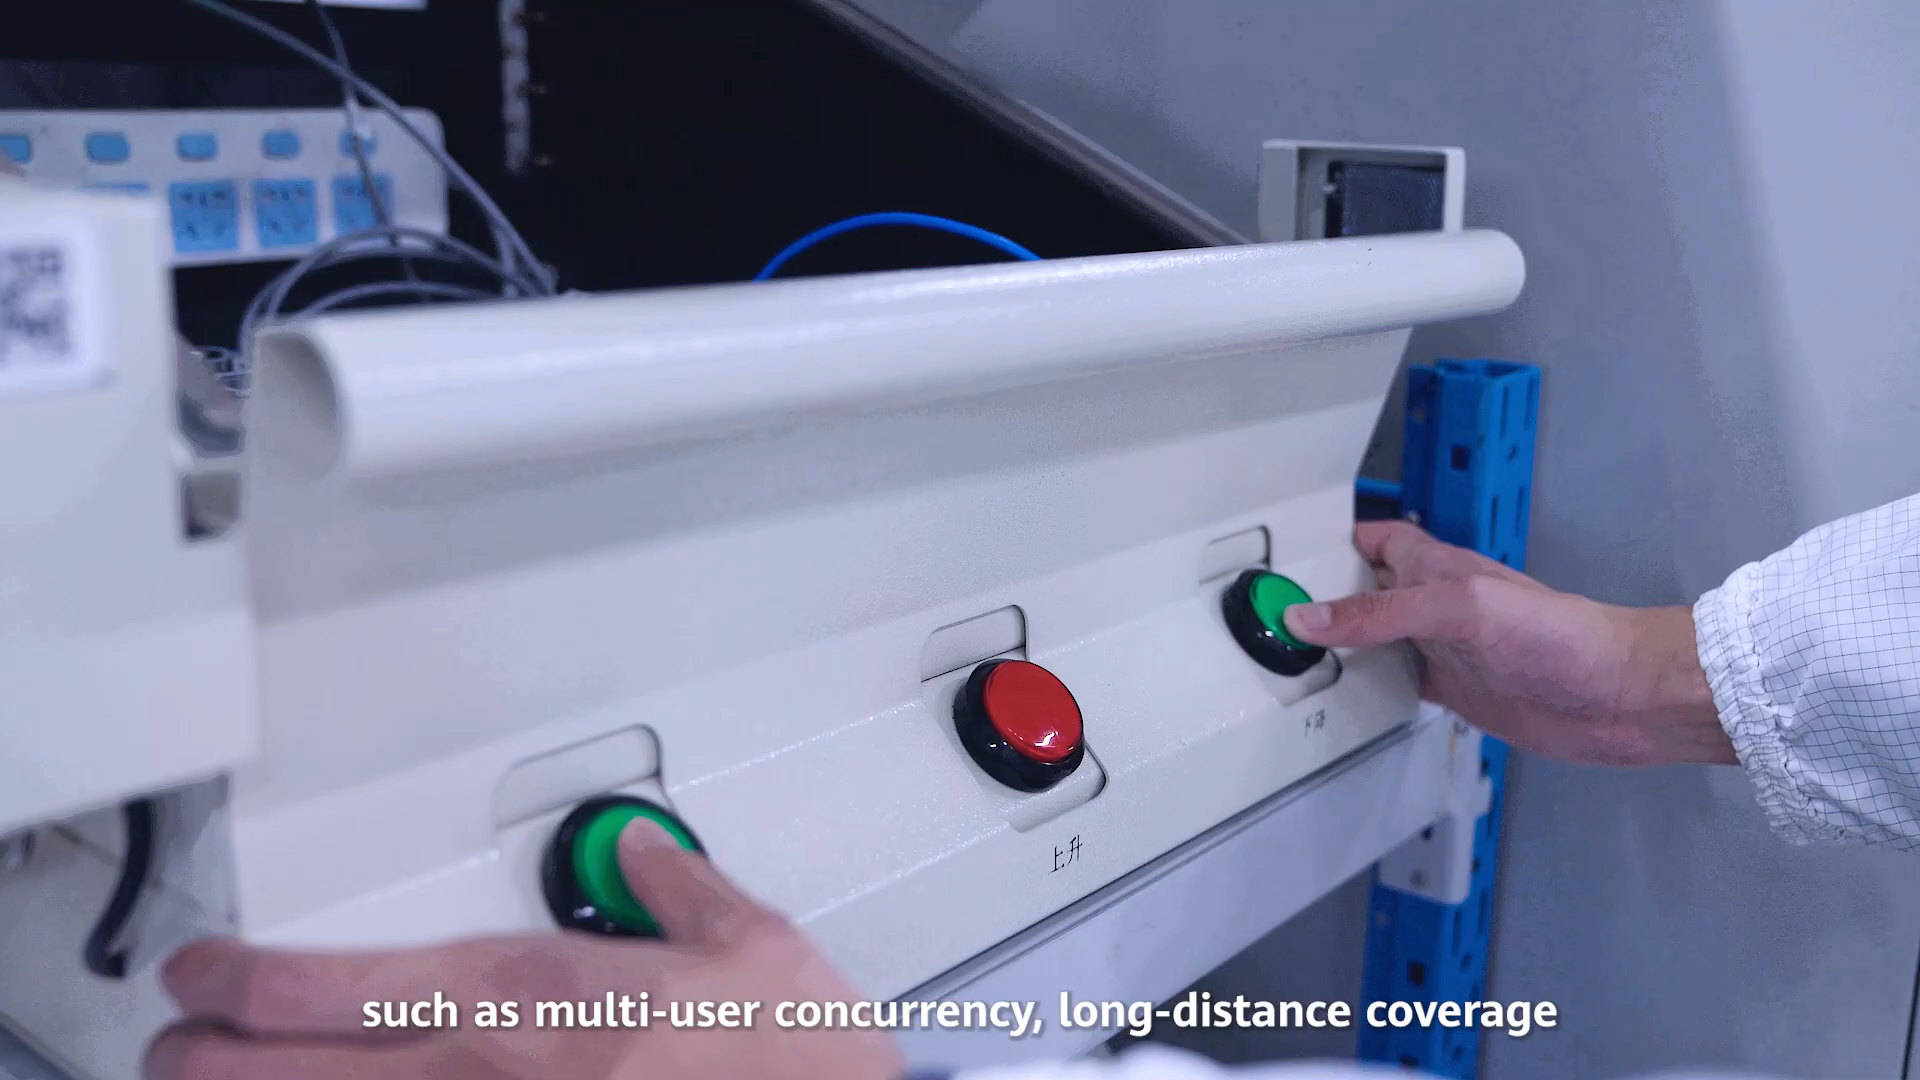 上升
such as multi-user concurrency, long-distance coverage